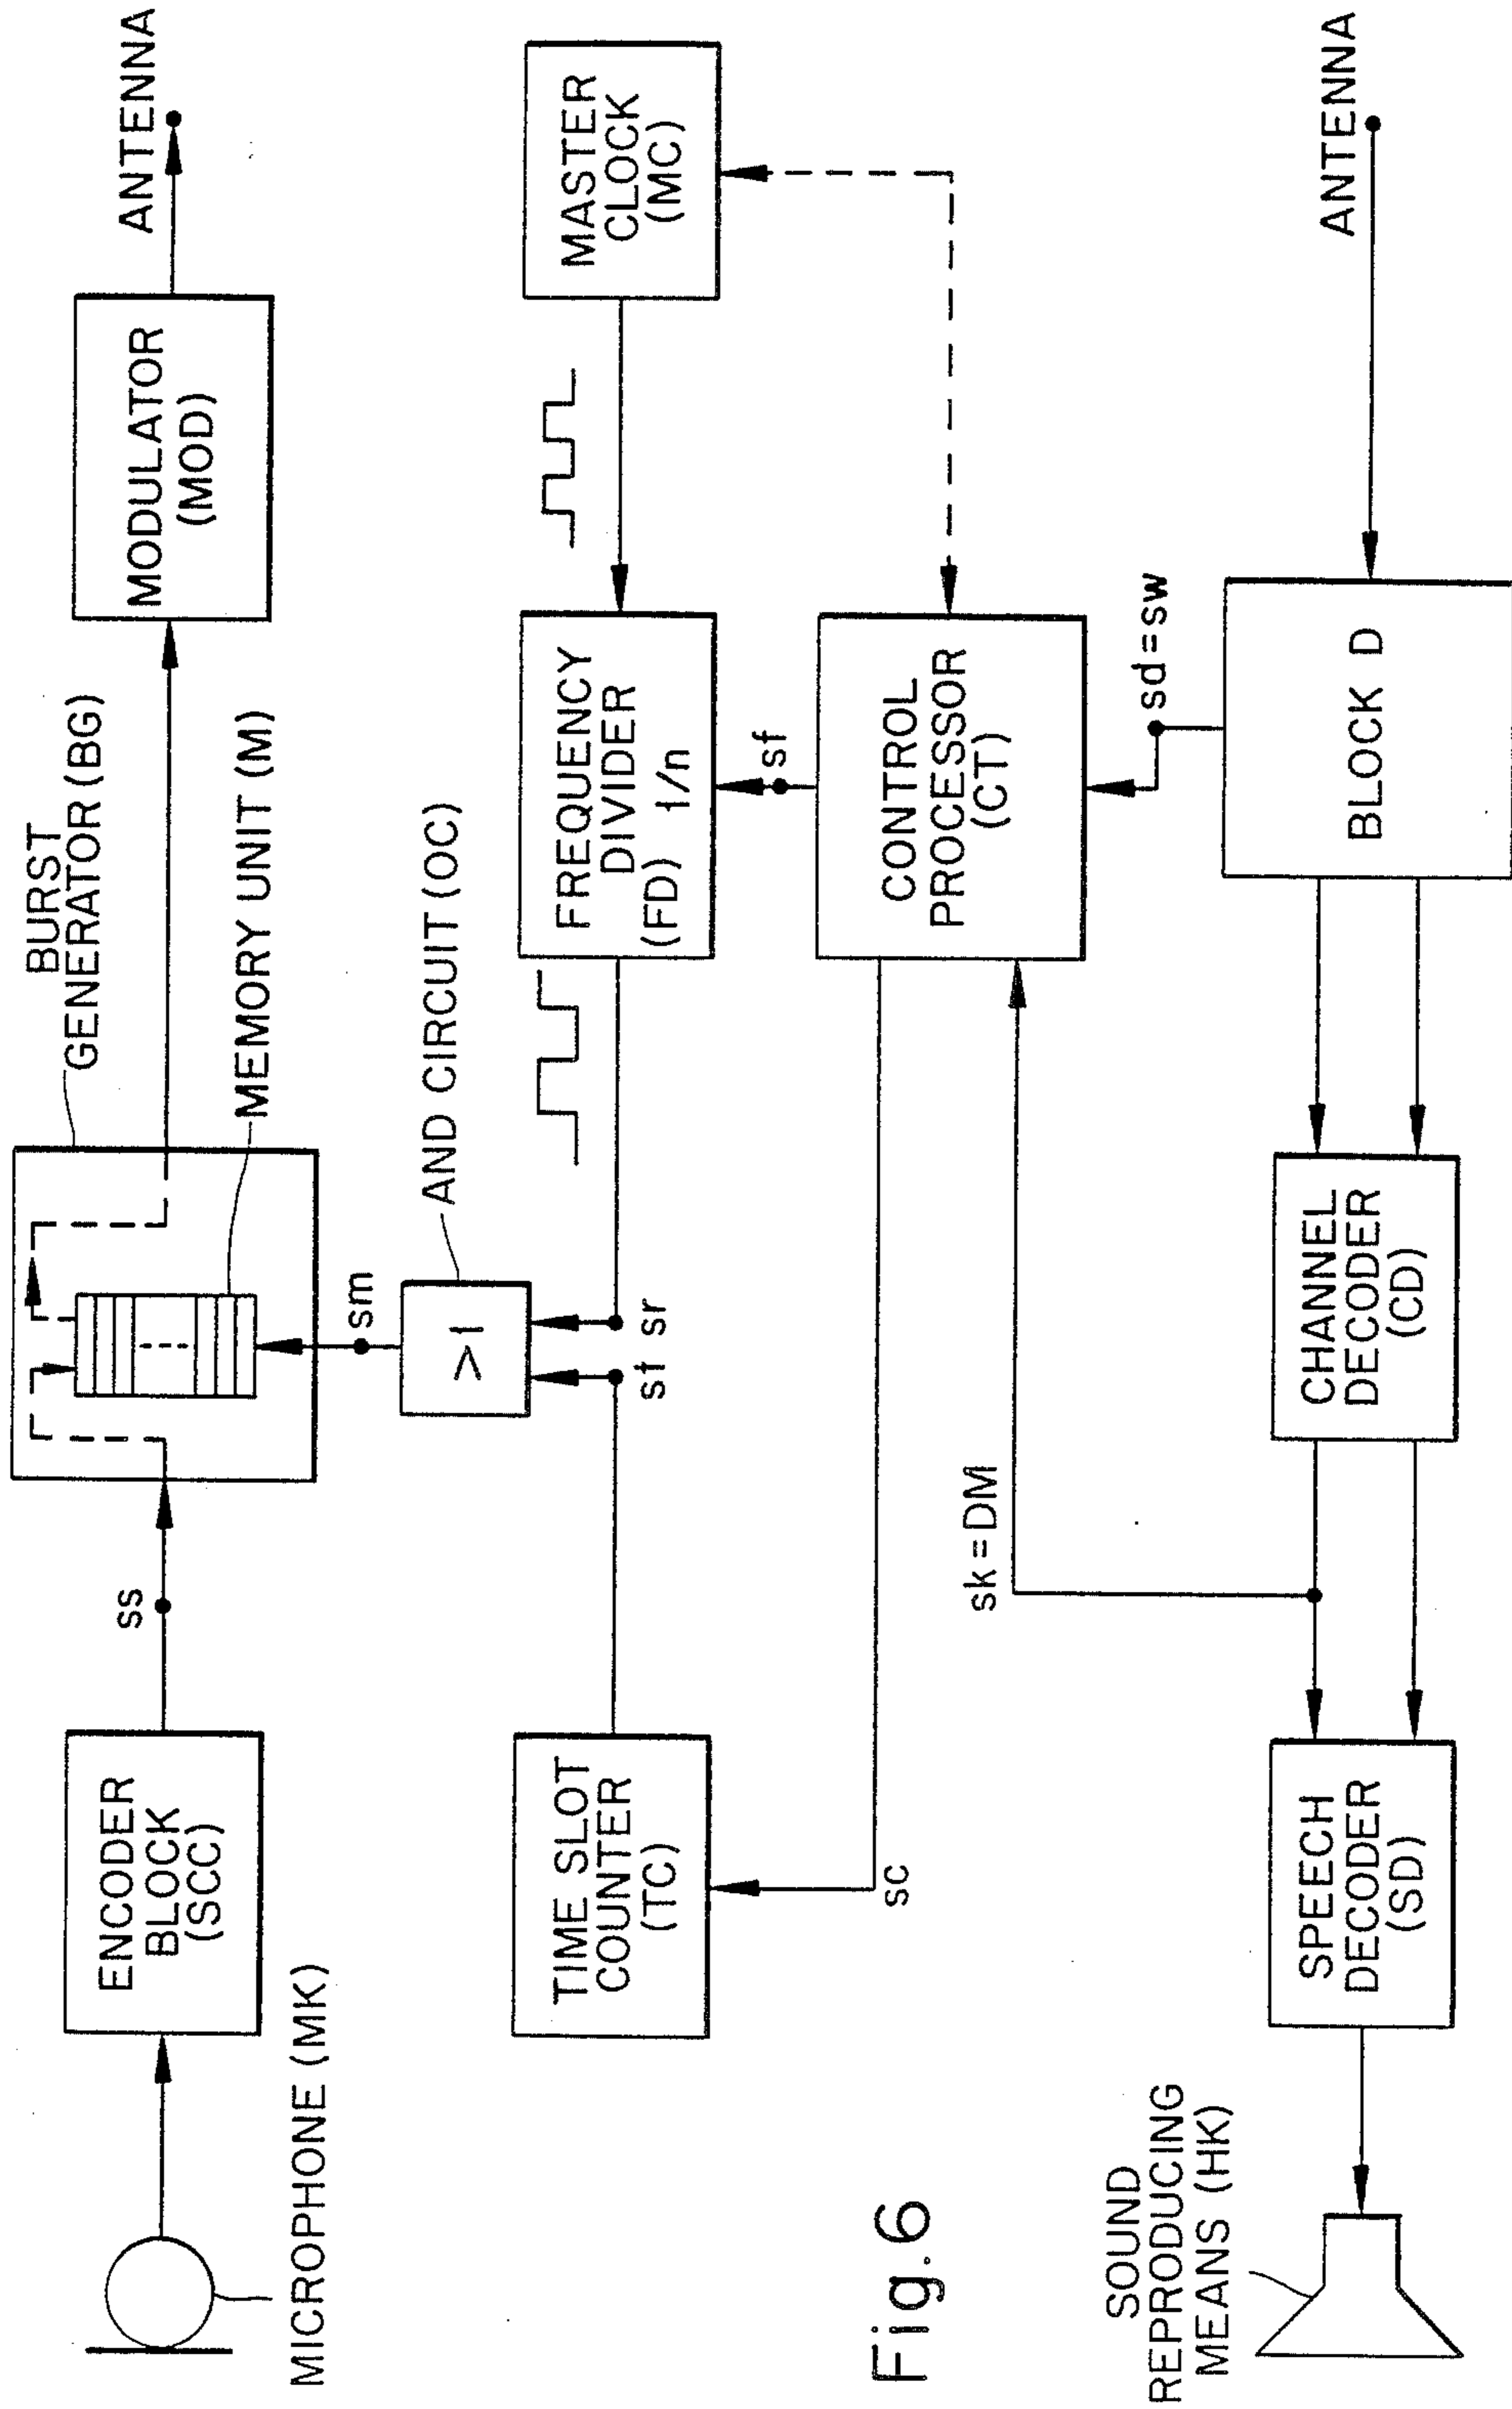 MICROPHONE (MK)
ENCODER
BLOCK
(SCC)
ss
BURST
GENERATOR (BG)
MEMORY UNIT (M)
MODULATOR
(MOD)
ANTENNA
sm
AND CIRCUIT (OC)
>1
st
sr
TIME SLOT
COUNTER
(TC)
FREQUENCY
DIVIDER
(FD) 1/n
MASTER
CLOCK
(MC)
sc
sf
CONTROL
PROCESSOR
(CT)
sk=DM
sd=sw
SOUND
REPRODUCING
MEANS (HK)
SPEECH
DECODER
(SD)
CHANNEL
DECODER
(CD)
BLOCK D
ANTENNA
Fig.6